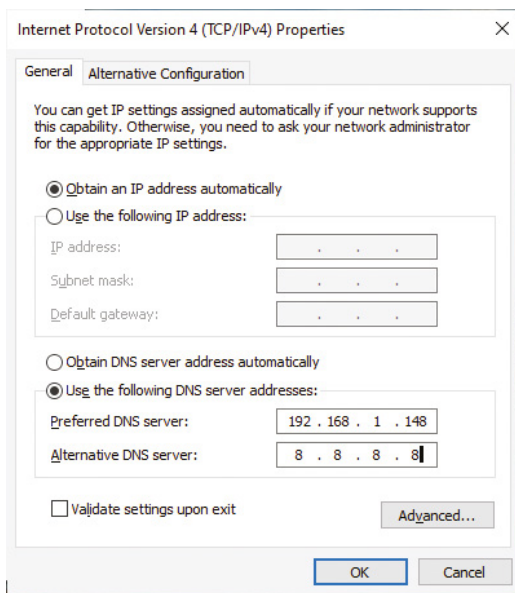 Internet Protocol Version 4 (TCP/IPv4) Properties
General Alternative Configuration
You can get IP settings assigned automatically if your network supports
this capability. Otherwise, you need to ask your network administrator
for the appropriate IP settings.
Obtain an IP address automatically
Use the following IP address:
IP address: . . .
Subnet mask: . . .
Default gateway: . . .
Obtain DNS server address automatically
Use the following DNS server addresses:
Preferred DNS server: 192 . 168 . 1 . 148
Alternative DNS server: 8 . 8 . 8 . 8
Validate settings upon exit
Advanced...
OK Cancel